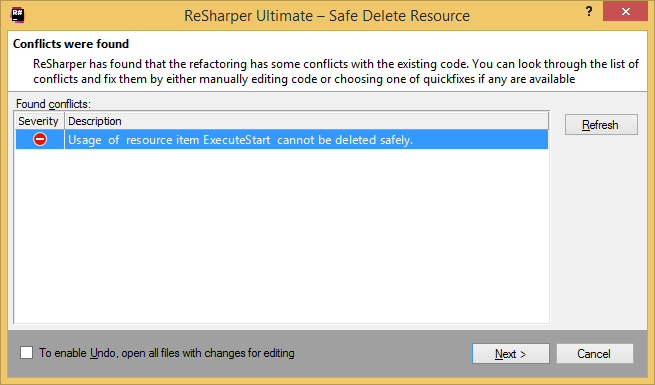 R#
ReSharper Ultimate – Safe Delete Resource
?
Conflicts were found
ReSharper has found that the refactoring has some conflicts with the existing code. You can look through the list of
conflicts and fix them by either manually editing code or choosing one of quickfixes if any are available
Found conflicts:
Severity Description
Usage of resource item ExecuteStart cannot be deleted safely.
Refresh
To enable Undo, open all files with changes for editing
Next >
Cancel